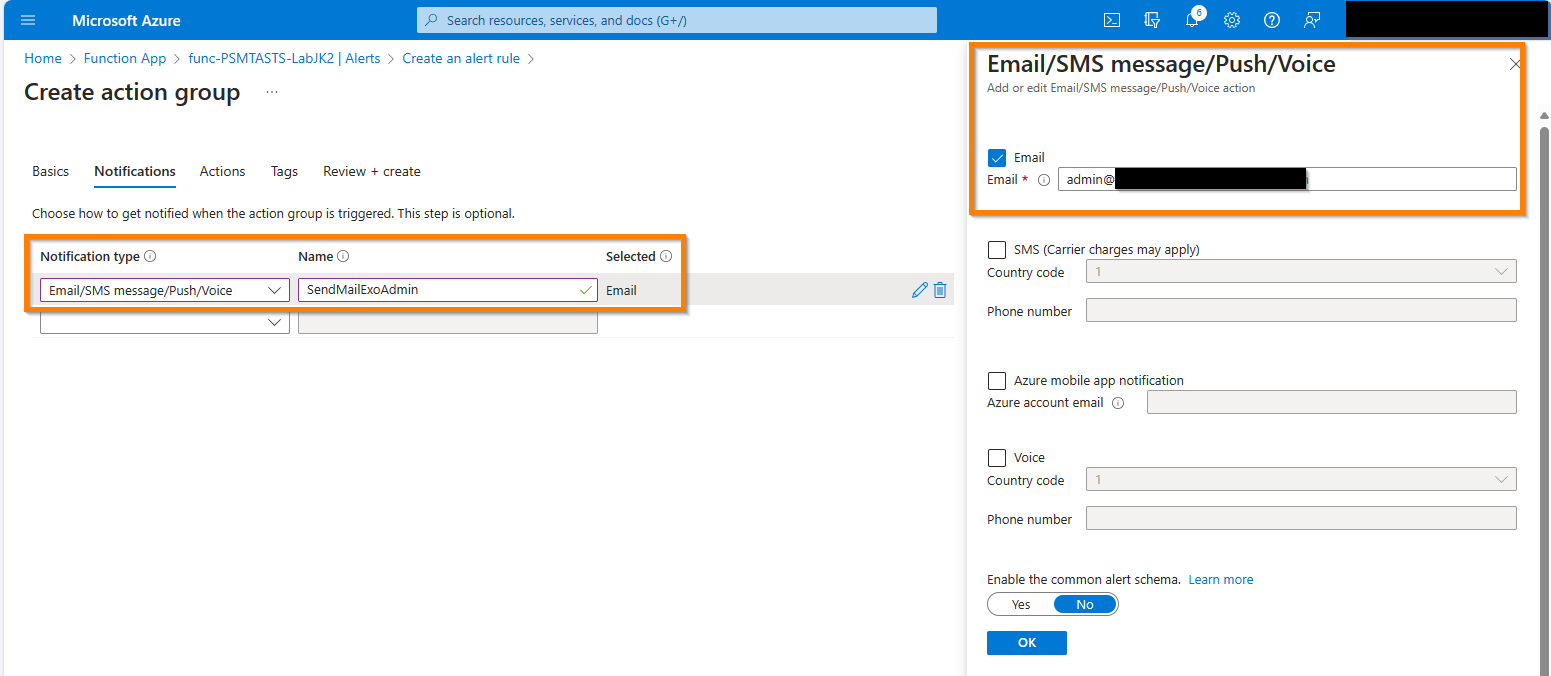 Microsoft Azure
Search resources, services, and docs (G+/)
6
Home > Function App > func-PSMTASTS-LabJK2 | Alerts > Create an alert rule >
Create action group ...
Basics Notifications Actions Tags Review + create
Choose how to get notified when the action group is triggered. This step is optional.
Notification type Name Selected
Email/SMS message/Push/Voice SendMailExoAdmin Email
Email/SMS message/Push/Voice
Add or edit Email/SMS message/Push/Voice action
Email
Email * admin@
SMS (Carrier charges may apply)
Country code 1
Phone number
Azure mobile app notification
Azure account email
Voice
Country code 1
Phone number
Enable the common alert schema. Learn more
Yes No
OK